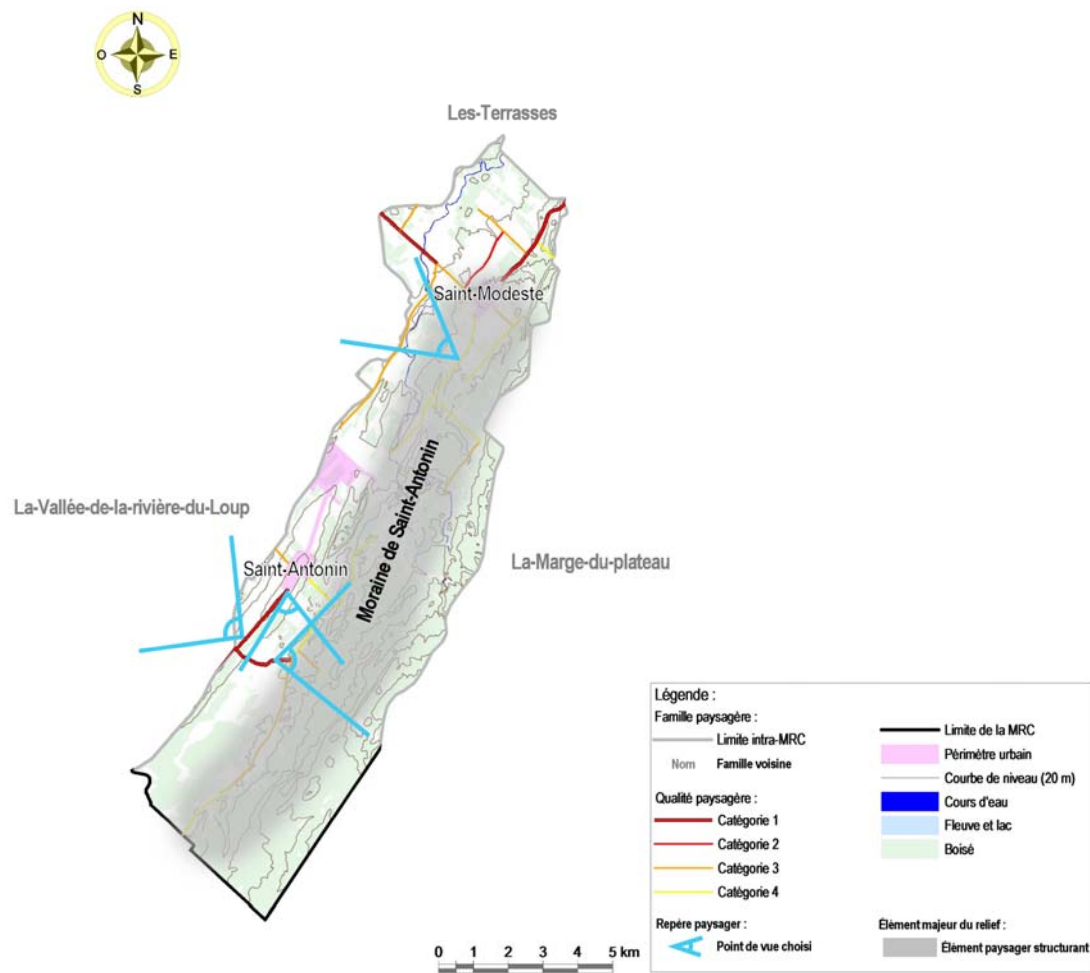 N
O E
S
Les-Terrasses
Saint-Modeste
Moraine de Saint-Antonin
La-Vallée-de-la-rivière-du-Loup
Saint-Antonin
La-Marge-du-plateau
Légende :
Famille paysagère :
Limite intra-MRC
Nom Famille voisine
Qualité paysagère :
Catégorie 1
Catégorie 2
Catégorie 3
Catégorie 4
Repère paysager :
Point de vue choisi
Limite de la MRC
Périmètre urbain
Courbe de niveau (20 m)
Cours d'eau
Fleuve et lac
Boisé
Élément majeur du relief :
Élément paysager structurant
0 1 2 3 4 5 km